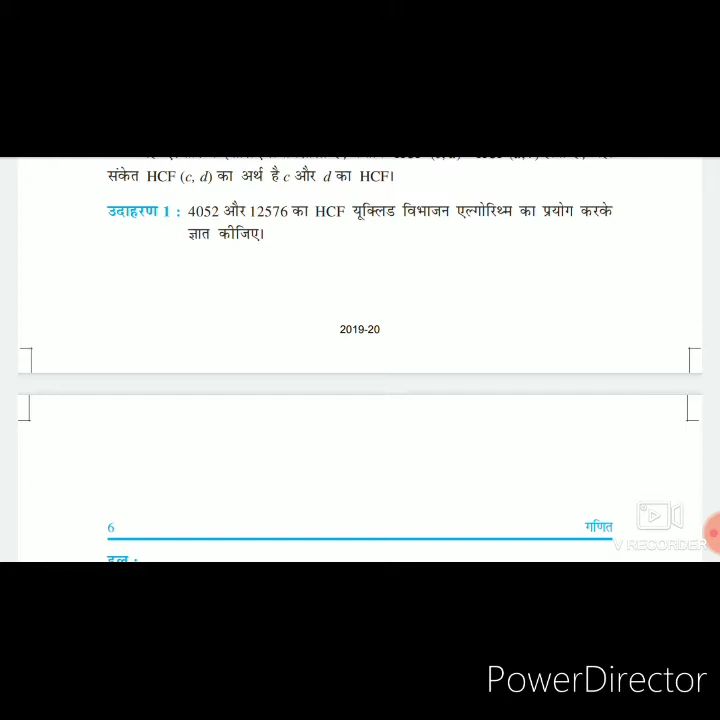 संकेत HCF (c, d) का अर्थ है c और d का HCF।
उदाहरण 1 : 4052 और 12576 का HCF यूक्लिड विभाजन एल्गोरिथ्म का प्रयोग करके
ज्ञात कीजिए।
2019-20
6 गणित
हल :
V RECORDER
PowerDirector